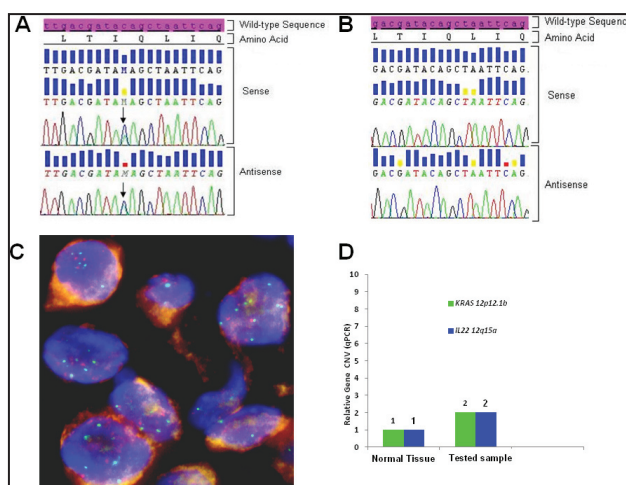 A
ttgacgatacagctaattcag Wild-type Sequence
L T I Q L I Q Amino Acid
TTGACGATAMAGCTAATTCAG
Sense
TTGACGATAMAGCTAATTCAG
Antisense
TTGACGATAMAGCTAATTCAG
B
gacgatacagctaattcag Wild-type Sequence
L T I Q L I Q Amino Acid
GACGATACAGCTAATTCAG
Sense
GACGATACAGCTAATTCAG
Antisense
GACGATACAGCTAATTCAG
C
D
Relative Gene CNV (qPCR)
10
9
8
7
6
5
4
3
2
1
0
KRAS 12p12.1b
IL22 12q15a
1 1
2 2
Normal Tissue Tested sample